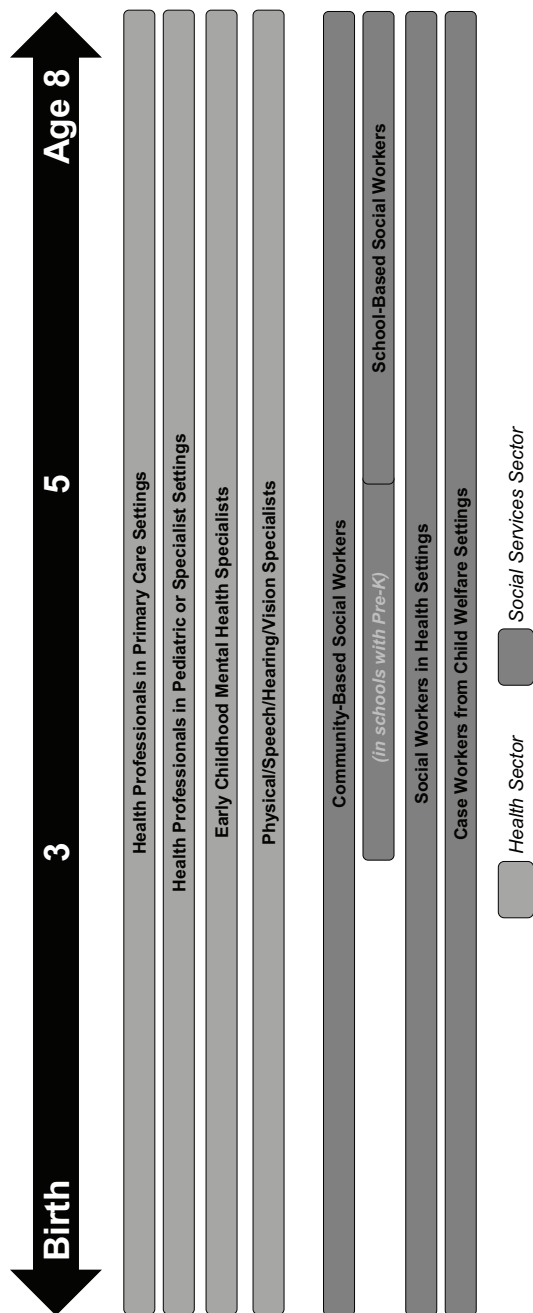 Birth
3
5
Age 8
Health Professionals in Primary Care Settings
Health Professionals in Pediatric or Specialist Settings
Early Childhood Mental Health Specialists
Physical/Speech/Hearing/Vision Specialists
Community-Based Social Workers
(in schools with Pre-K)
School-Based Social Workers
Social Workers in Health Settings
Case Workers from Child Welfare Settings
Health Sector
Social Services Sector